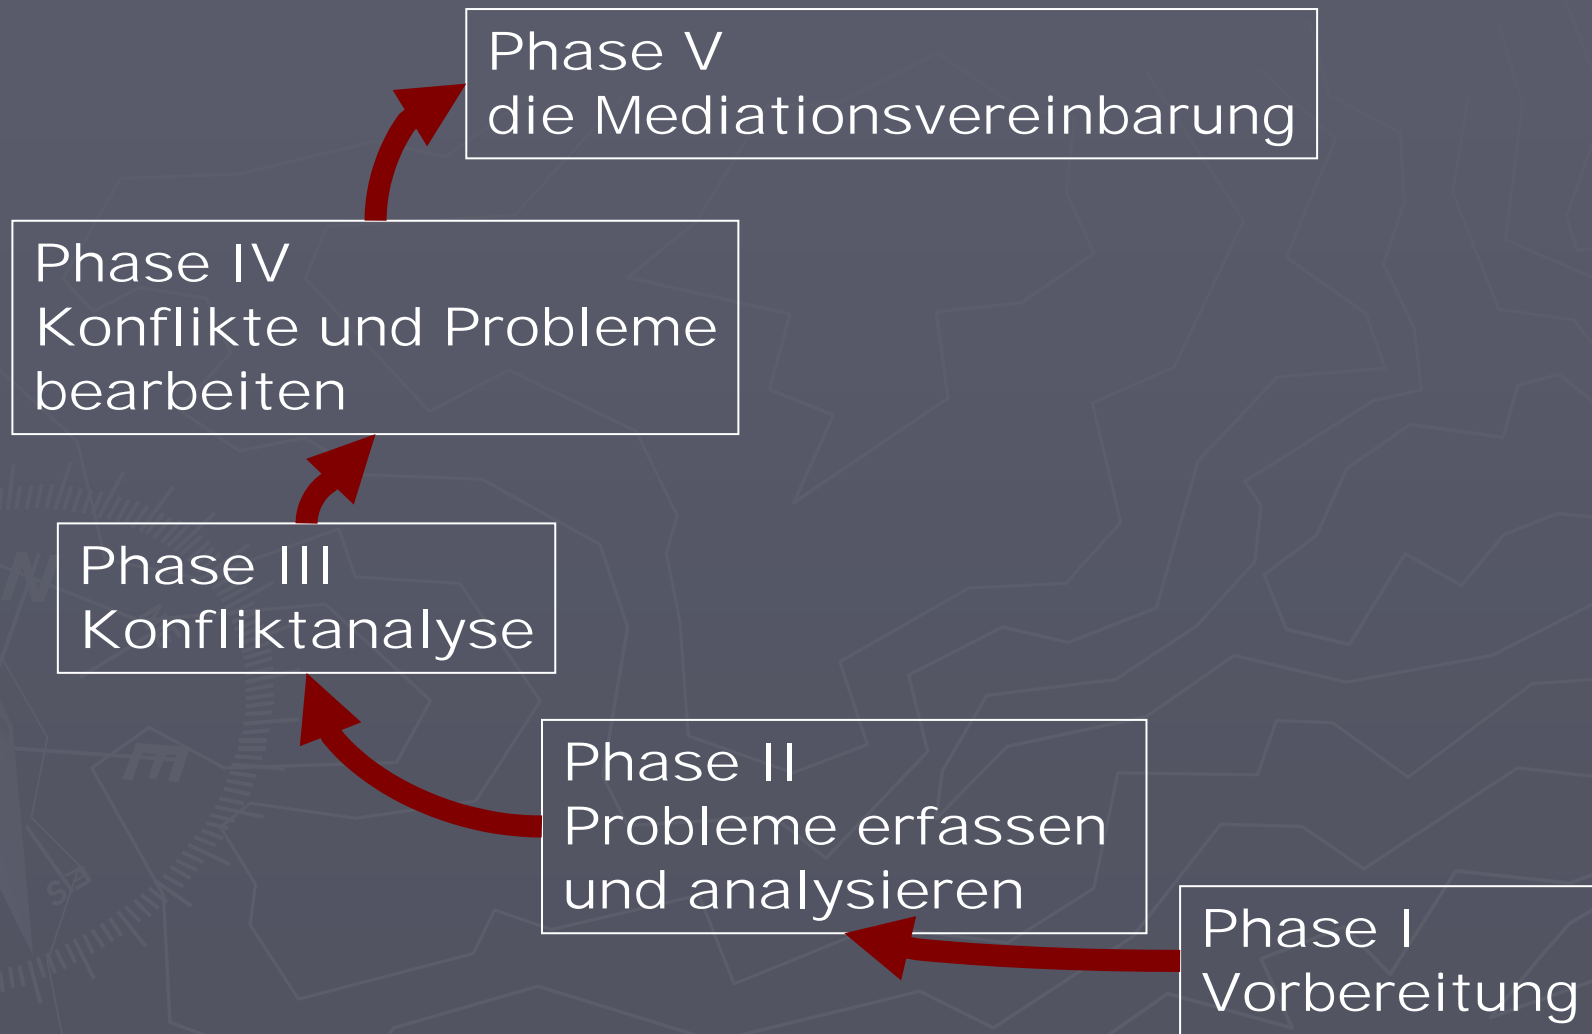 Phase V
die Mediationsvereinbarung
Phase IV
Konflikte und Probleme
bearbeiten
Phase III
Konfliktanalyse
Phase II
Probleme erfassen
und analysieren
Phase I
Vorbereitung
N
E
SE